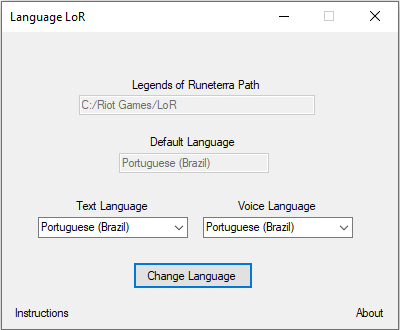 Language LoR
Legends of Runeterra Path
C:/Riot Games/LoR
Default Language
Portuguese (Brazil)
Text Language Voice Language
Portuguese (Brazil) Portuguese (Brazil)
Change Language
Instructions About